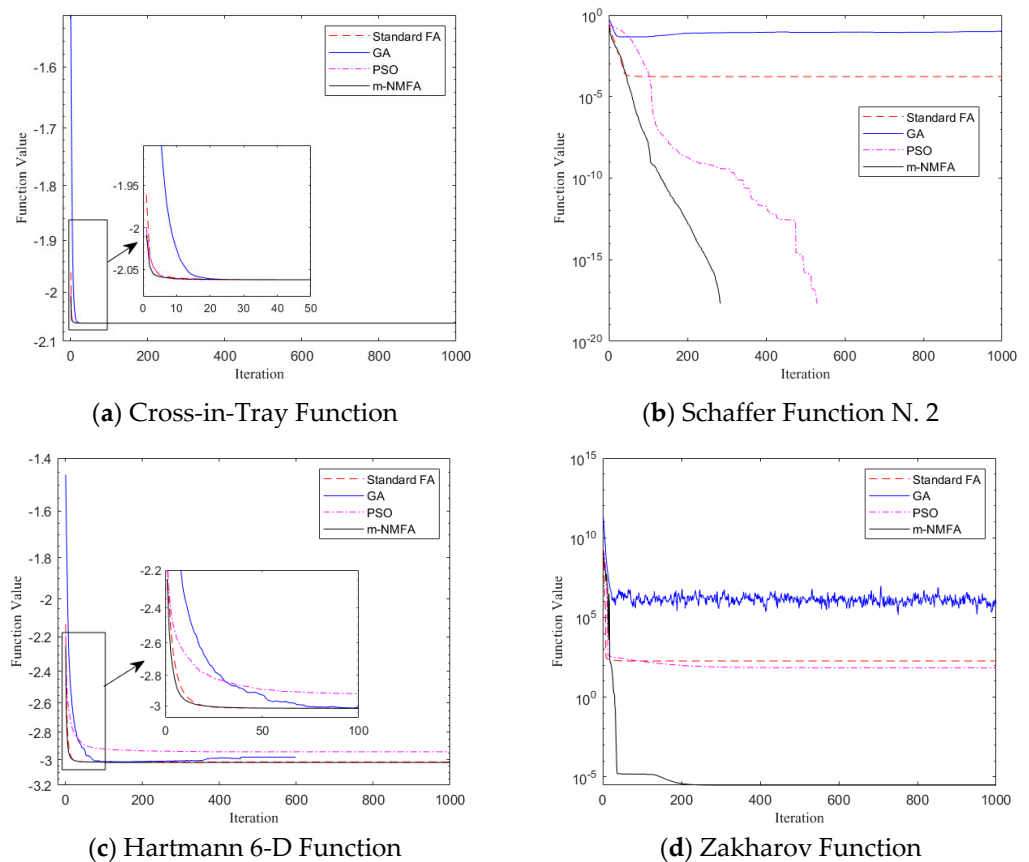 -1.6
-1.7
-1.8
-1.9
-2
-2.1
Function Value
Standard FA
GA
PSO
m-NMFA
-1.95
-2
-2.05
0 10 20 30 40 50
0 200 400 600 800 1000
Iteration
(a) Cross-in-Tray Function
10^0
10^-5
10^-10
10^-15
10^-20
Function Value
Standard FA
GA
PSO
m-NMFA
0 200 400 600 800 1000
Iteration
(b) Schaffer Function N. 2
-1.4
-1.6
-1.8
-2
-2.2
-2.4
-2.6
-2.8
-3
-3.2
Function Value
Standard FA
GA
PSO
m-NMFA
-2.2
-2.4
-2.6
-2.8
-3
0 50 100
0 200 400 600 800 1000
Iteration
(c) Hartmann 6-D Function
10^15
10^10
10^5
10^0
10^-5
Function Value
Standard FA
GA
PSO
m-NMFA
0 200 400 600 800 1000
Iteration
(d) Zakharov Function